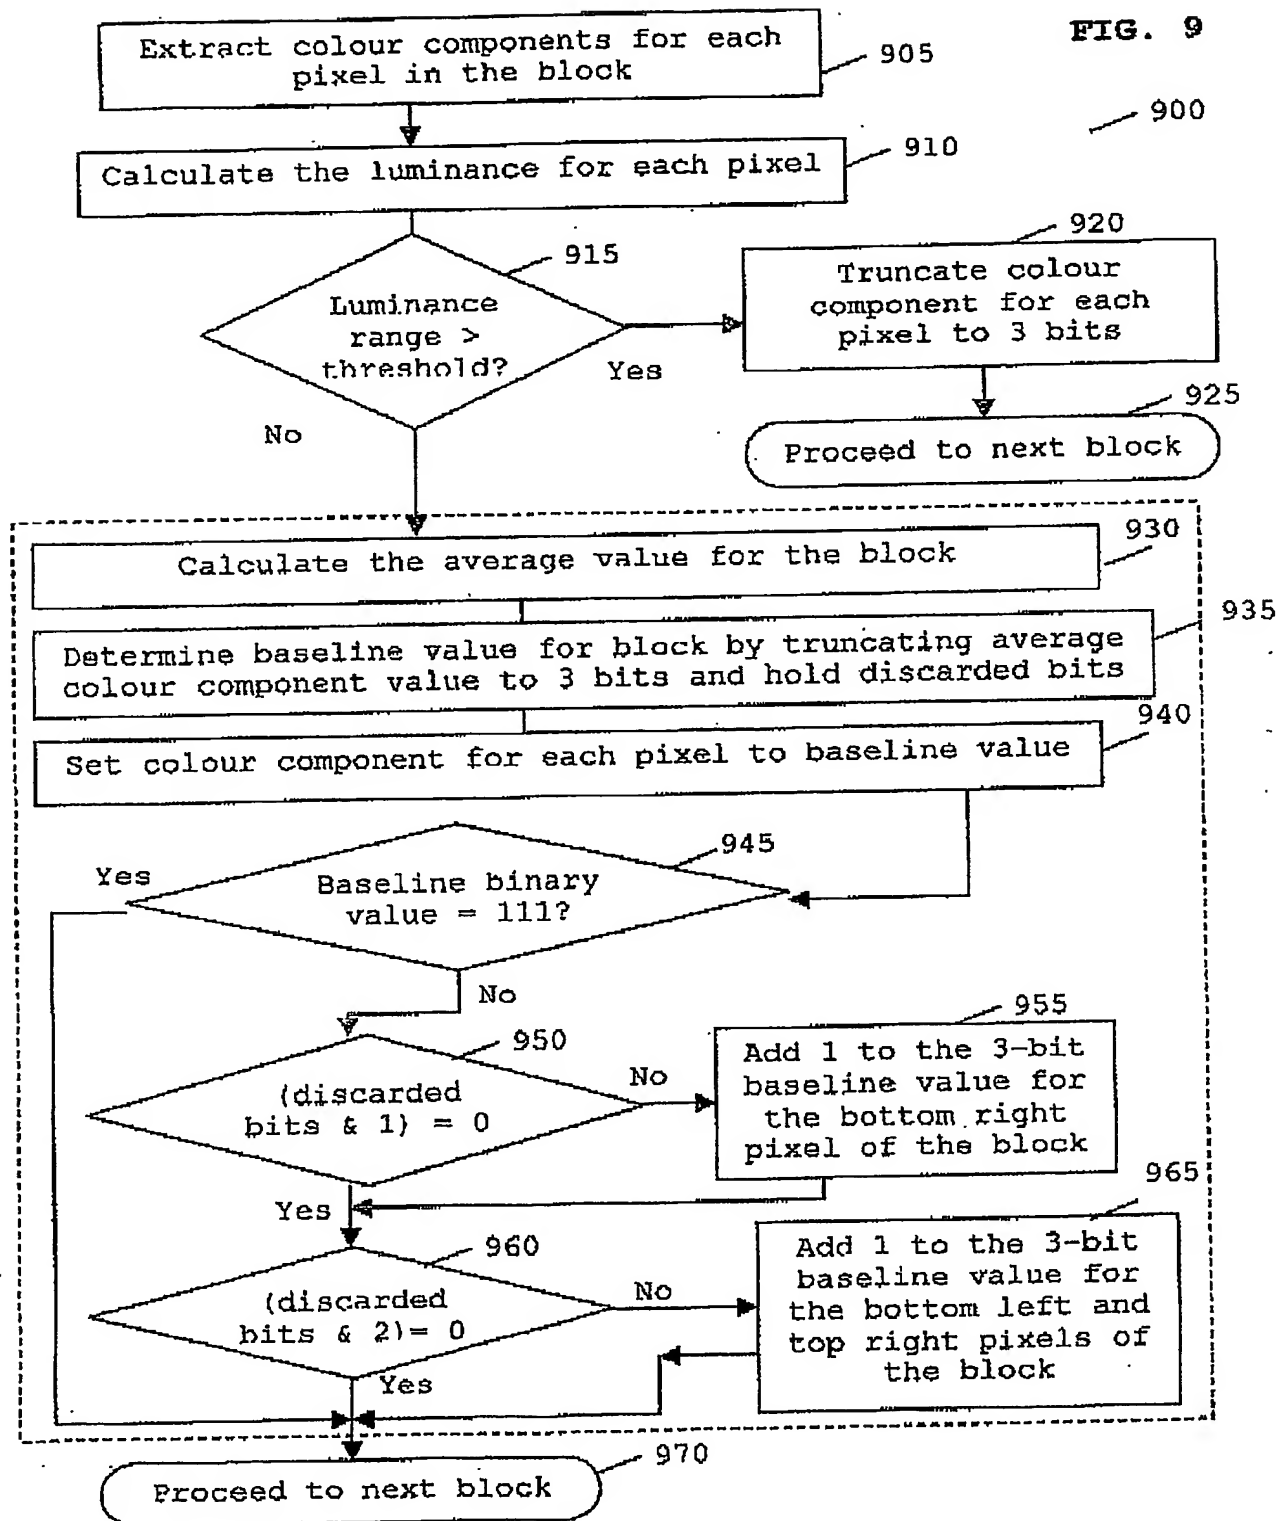 FIG. 9
Extract colour components for each
pixel in the block
905
900
Calculate the luminance for each pixel
910
915
Luminance
range >
threshold?
Yes
No
920
Truncate colour
component for each
pixel to 3 bits
925
Proceed to next block
930
Calculate the average value for the block
935
Determine baseline value for block by truncating average
colour component value to 3 bits and hold discarded bits
940
Set colour component for each pixel to baseline value
945
Yes
Baseline binary
value = 111?
No
950
(discarded
bits & 1) = 0
No
955
Add 1 to the 3-bit
baseline value for
the bottom right
pixel of the block
Yes
960
(discarded
bits & 2)= 0
No
965
Add 1 to the 3-bit
baseline value for
the bottom left and
top right pixels of
the block
Yes
970
Proceed to next block